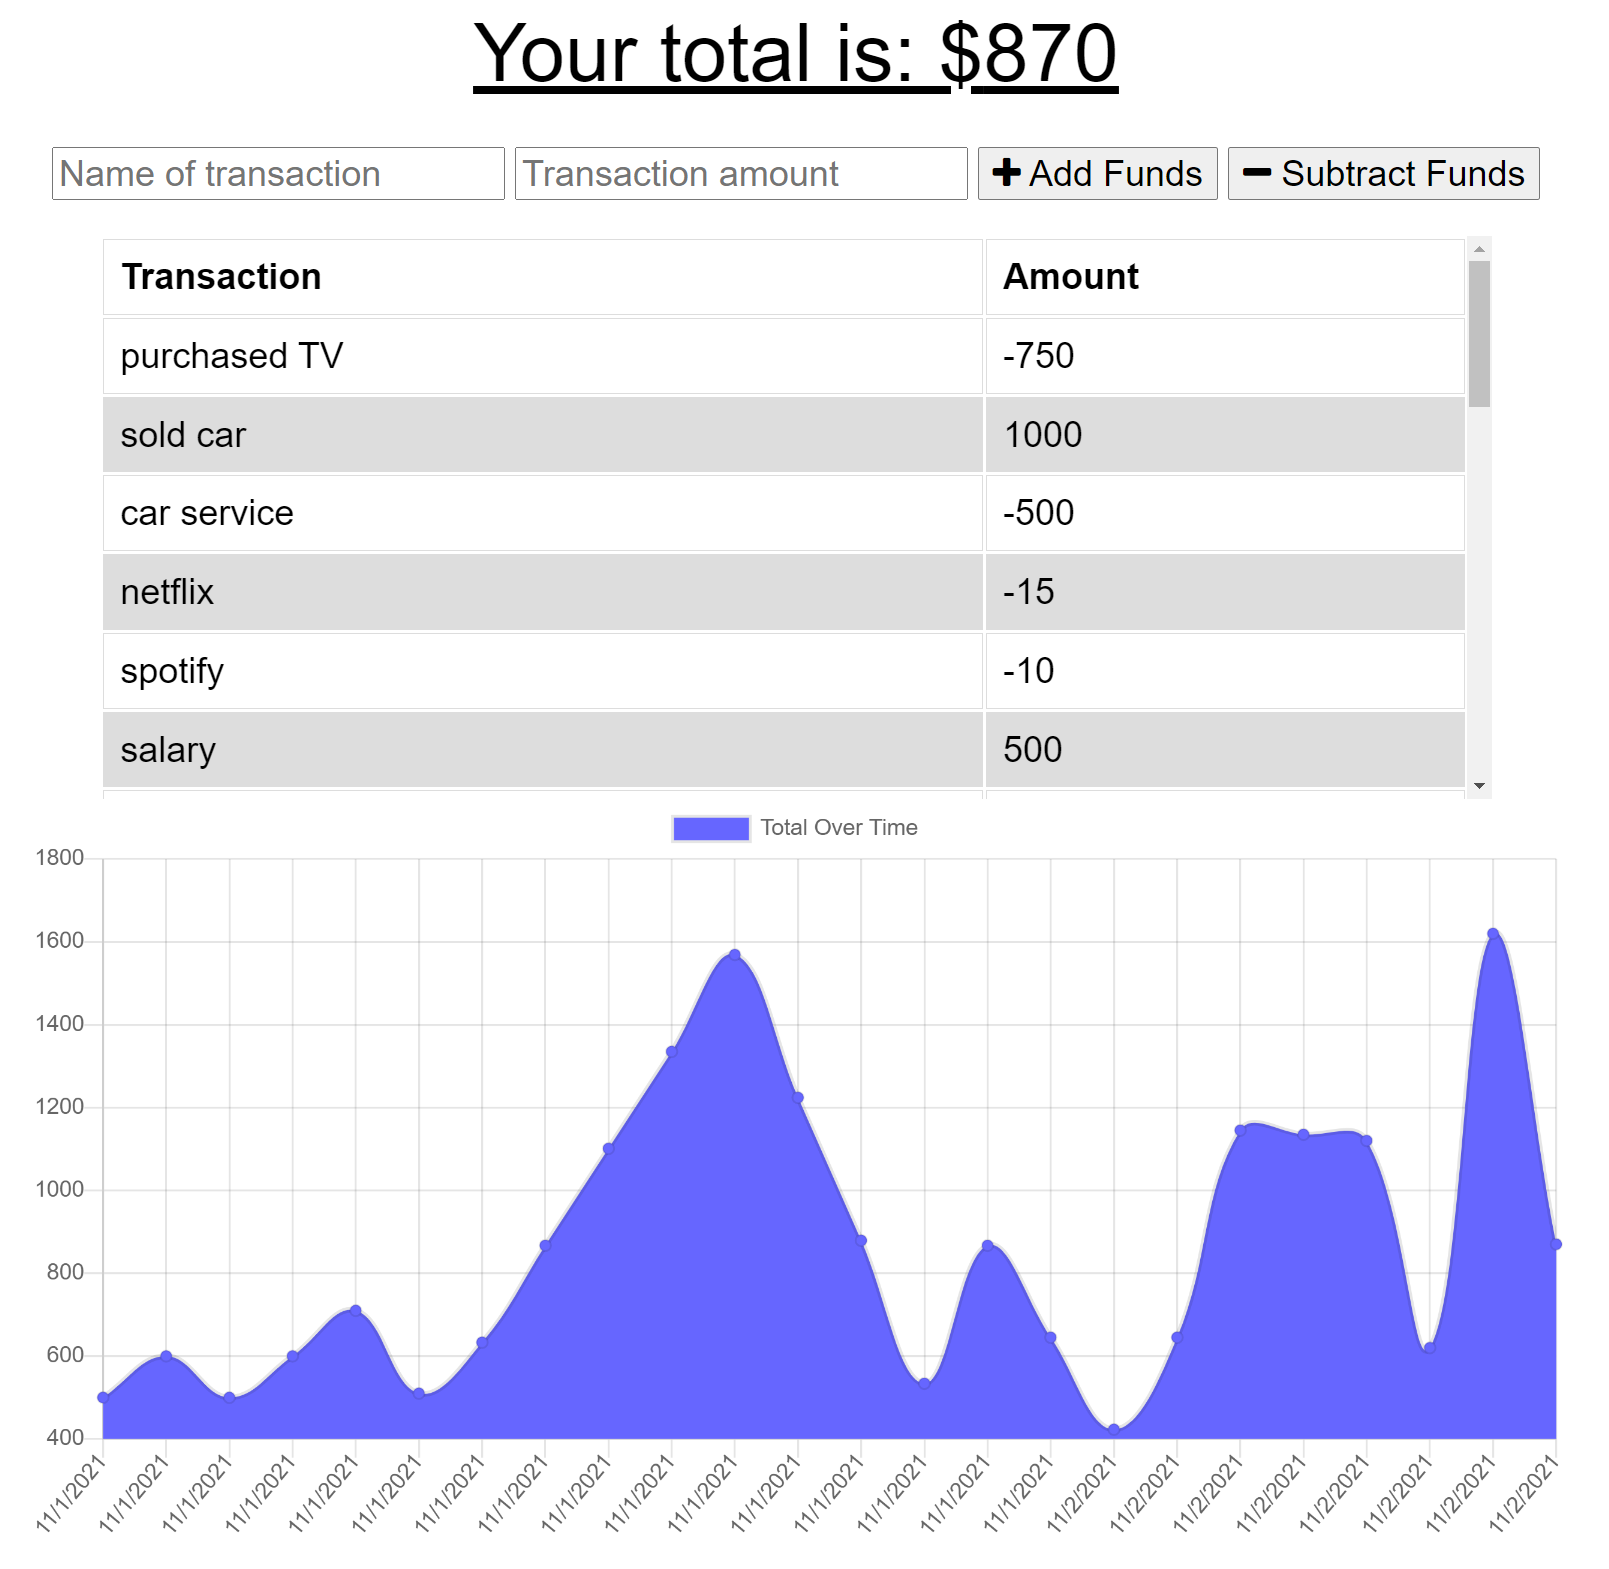 Your total is: $870
Name of transaction Transaction amount Add Funds Subtract Funds
Transaction Amount
purchased TV -750
sold car 1000
car service -500
netflix -15
spotify -10
salary 500
Total Over Time
1800
1600
1400
1200
1000
800
600
400
11/1/2021 11/1/2021 11/1/2021 11/1/2021 11/1/2021 11/1/2021 11/1/2021 11/1/2021 11/1/2021 11/1/2021 11/1/2021 11/1/2021 11/1/2021 11/1/2021 11/1/2021 11/1/2021 11/2/2021 11/2/2021 11/2/2021 11/2/2021 11/2/2021 11/2/2021 11/2/2021 11/2/2021